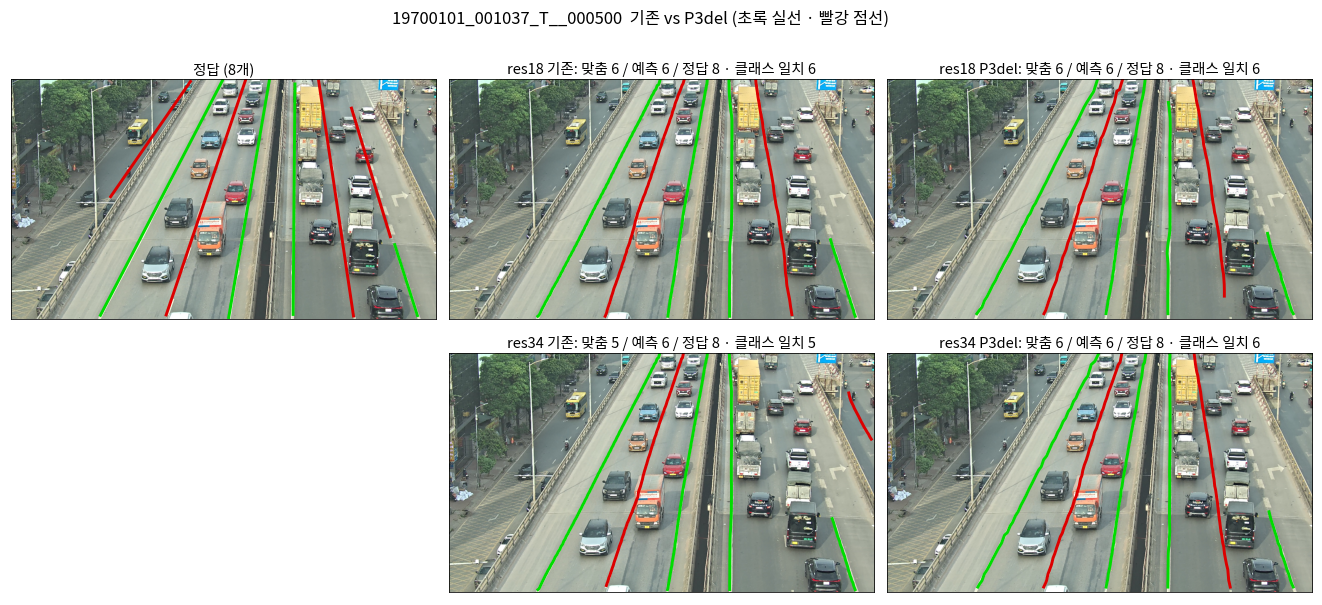 19700101_001037_T__000500 기존 vs P3del (초록 실선 · 빨강 점선)
정답 (8개)
res18 기존: 맞춤 6 / 예측 6 / 정답 8 · 클래스 일치 6
res18 P3del: 맞춤 6 / 예측 6 / 정답 8 · 클래스 일치 6
res34 기존: 맞춤 5 / 예측 6 / 정답 8 · 클래스 일치 5
res34 P3del: 맞춤 6 / 예측 6 / 정답 8 · 클래스 일치 6